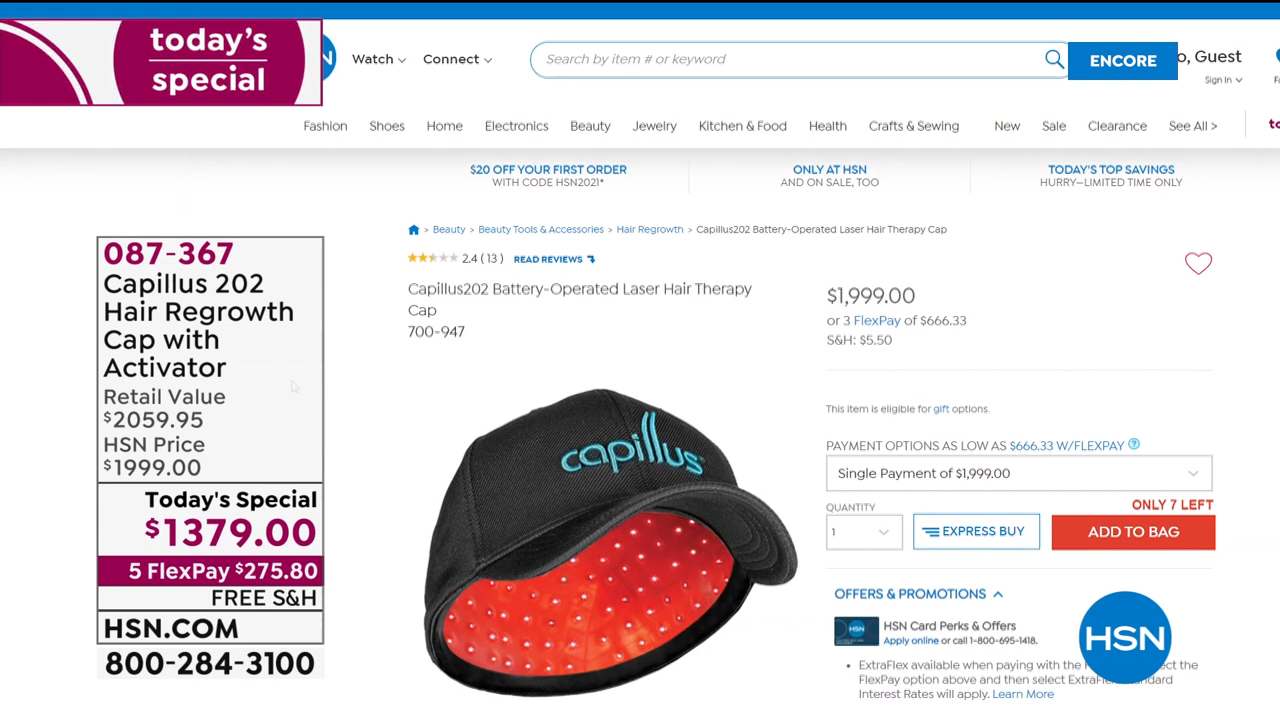 today's
special
Watch
Connect
Search by item # or keyword
ENCORE
o, Guest
Sign In
Fashion
Shoes
Home
Electronics
Beauty
Jewelry
Kitchen & Food
Health
Crafts & Sewing
New
Sale
Clearance
See All >
$20 OFF YOUR FIRST ORDER
WITH CODE HSN2021*
ONLY AT HSN
AND ON SALE, TOO
TODAY'S TOP SAVINGS
HURRY—LIMITED TIME ONLY
087-367
Capillus 202
Hair Regrowth
Cap with
Activator
Retail Value
$2059.95
HSN Price
$1999.00
Today's Special
$1379.00
5 FlexPay $275.80
FREE S&H
HSN.COM
800-284-3100
> Beauty > Beauty Tools & Accessories > Hair Regrowth > Capillus202 Battery-Operated Laser Hair Therapy Cap
2.4 (13) READ REVIEWS
Capillus202 Battery-Operated Laser Hair Therapy
Cap
700-947
capillus
$1,999.00
or 3 FlexPay of $666.33
S&H: $5.50
This item is eligible for gift options.
PAYMENT OPTIONS AS LOW AS $666.33 W/FLEXPAY ?
Single Payment of $1,999.00
ONLY 7 LEFT
QUANTITY
1
EXPRESS BUY
ADD TO BAG
OFFERS & PROMOTIONS
HSN
HSN Card Perks & Offers
Apply online or call 1-800-695-1418.
• ExtraFlex available when paying with the
ect the
FlexPay option above and then select ExtraFle
ndard
Interest Rates will apply. Learn More
HSN